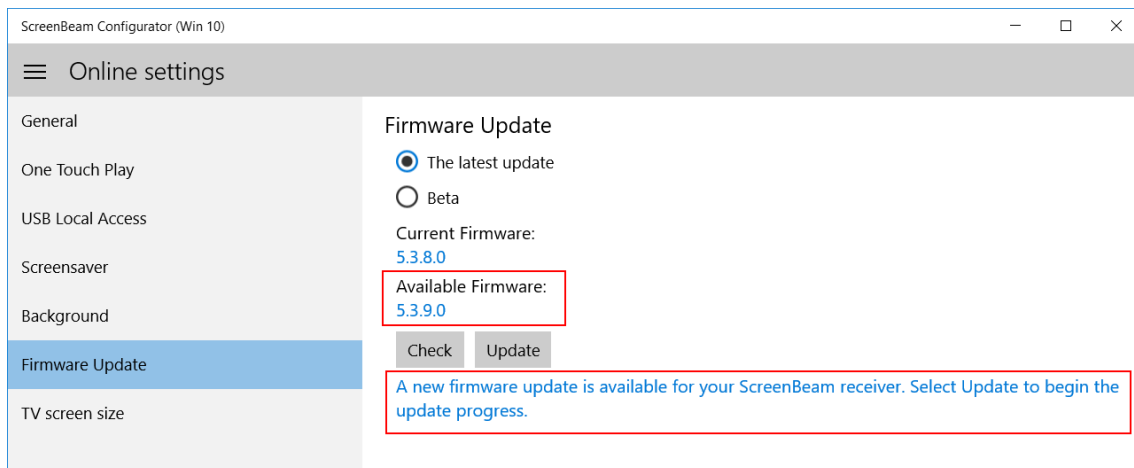 ScreenBeam Configurator (Win 10)
Online settings
General
One Touch Play
USB Local Access
Screensaver
Background
Firmware Update
TV screen size
Firmware Update
The latest update
Beta
Current Firmware:
5.3.8.0
Available Firmware:
5.3.9.0
Check Update
A new firmware update is available for your ScreenBeam receiver. Select Update to begin the
update progress.